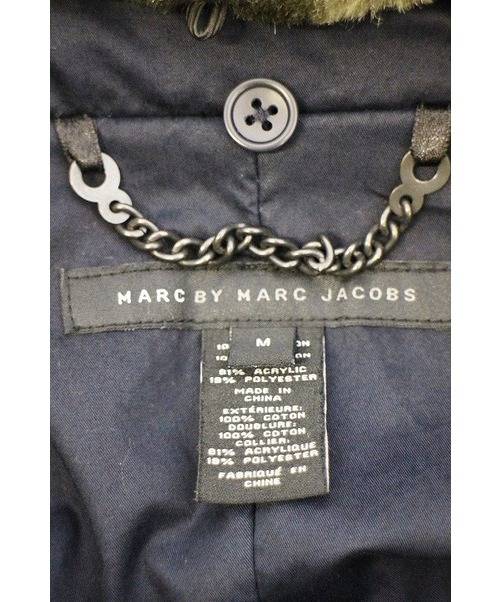 MARC BY MARC JACOBS
M
81% ACRYLIC
19% POLYESTER
MADE IN
CHINA
EXTÉRIEURE:
100% COTON
DOUBLURE:
100% COTON
COLLIER:
81% ACRYLIQUE
19% POLYESTER
FABRIQUÉ EN
CHINE